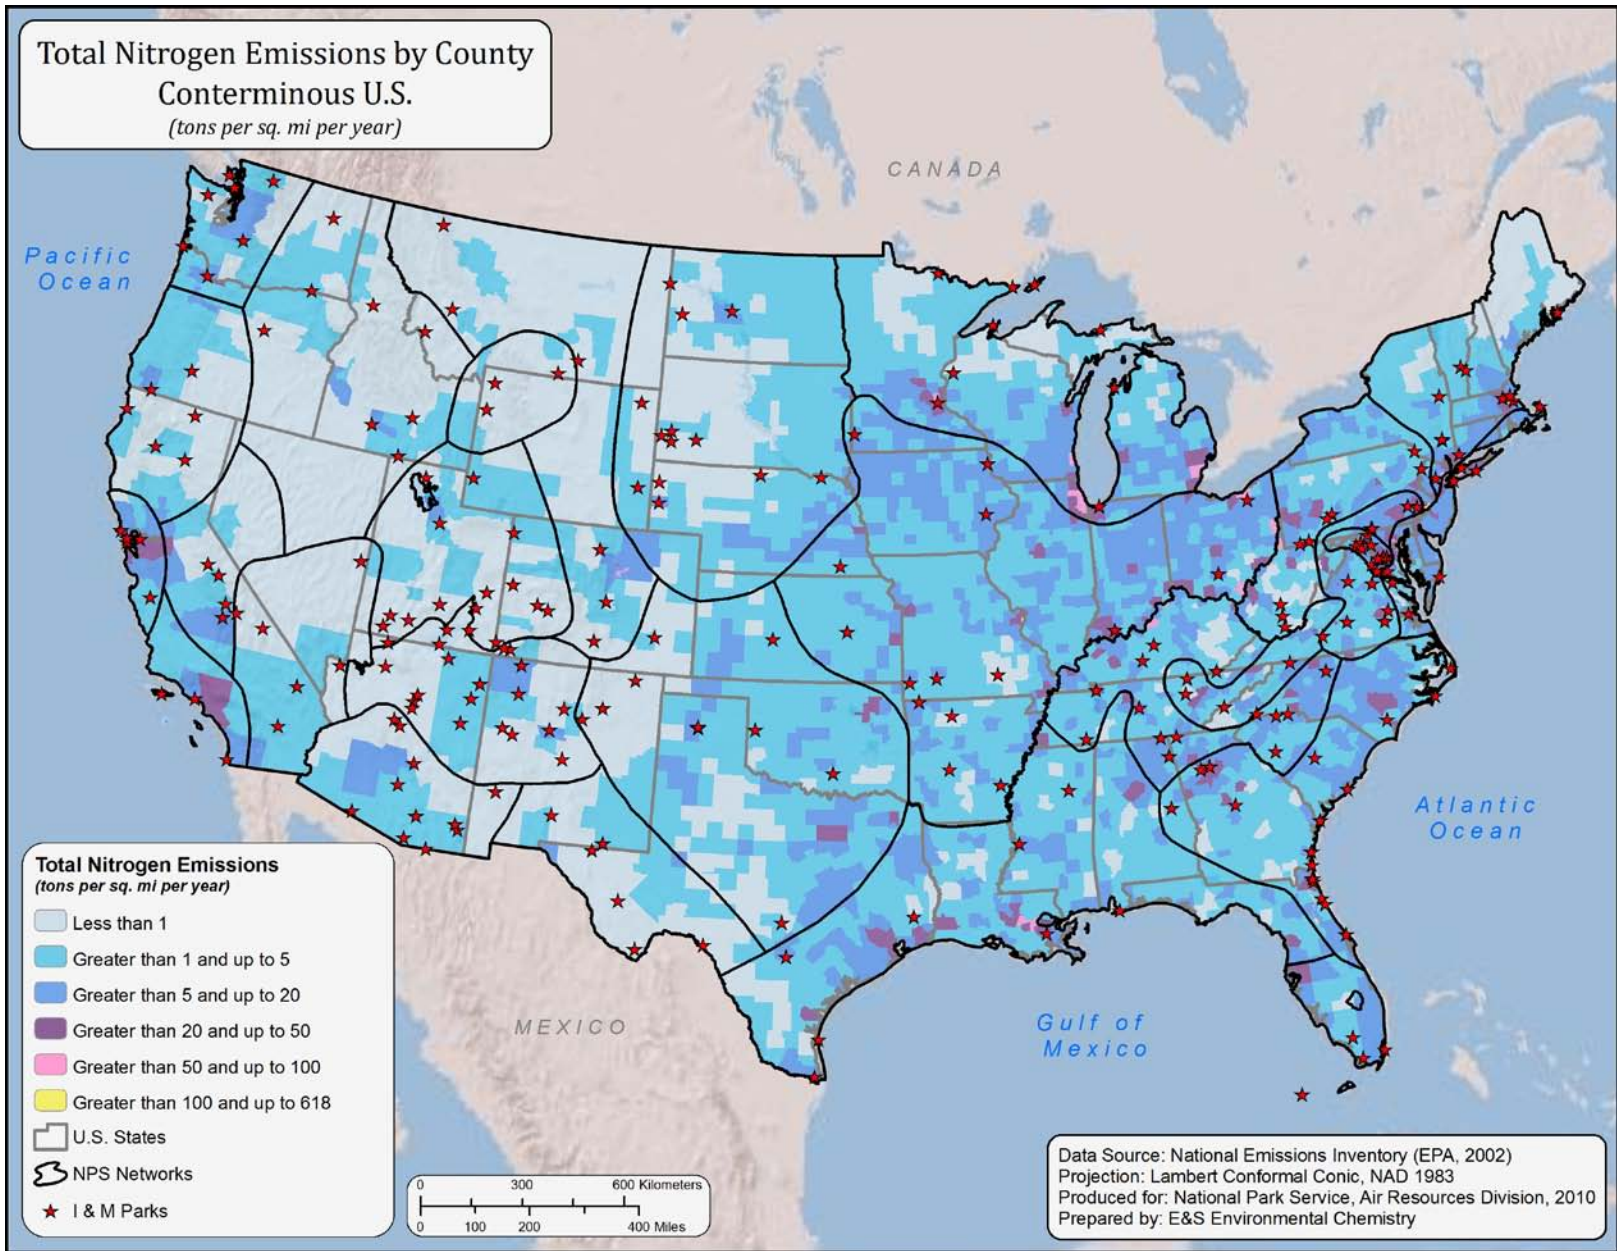 Total Nitrogen Emissions by County
Conterminous U.S.
(tons per sq. mi per year)
CANADA
Pacific
Ocean
Atlantic
Ocean
Gulf of
Mexico
MEXICO
Total Nitrogen Emissions
(tons per sq. mi per year)
Less than 1
Greater than 1 and up to 5
Greater than 5 and up to 20
Greater than 20 and up to 50
Greater than 50 and up to 100
Greater than 100 and up to 618
U.S. States
NPS Networks
I & M Parks
0 300 600 Kilometers
0 100 200 400 Miles
Data Source: National Emissions Inventory (EPA, 2002)
Projection: Lambert Conformal Conic, NAD 1983
Produced for: National Park Service, Air Resources Division, 2010
Prepared by: E&S Environmental Chemistry